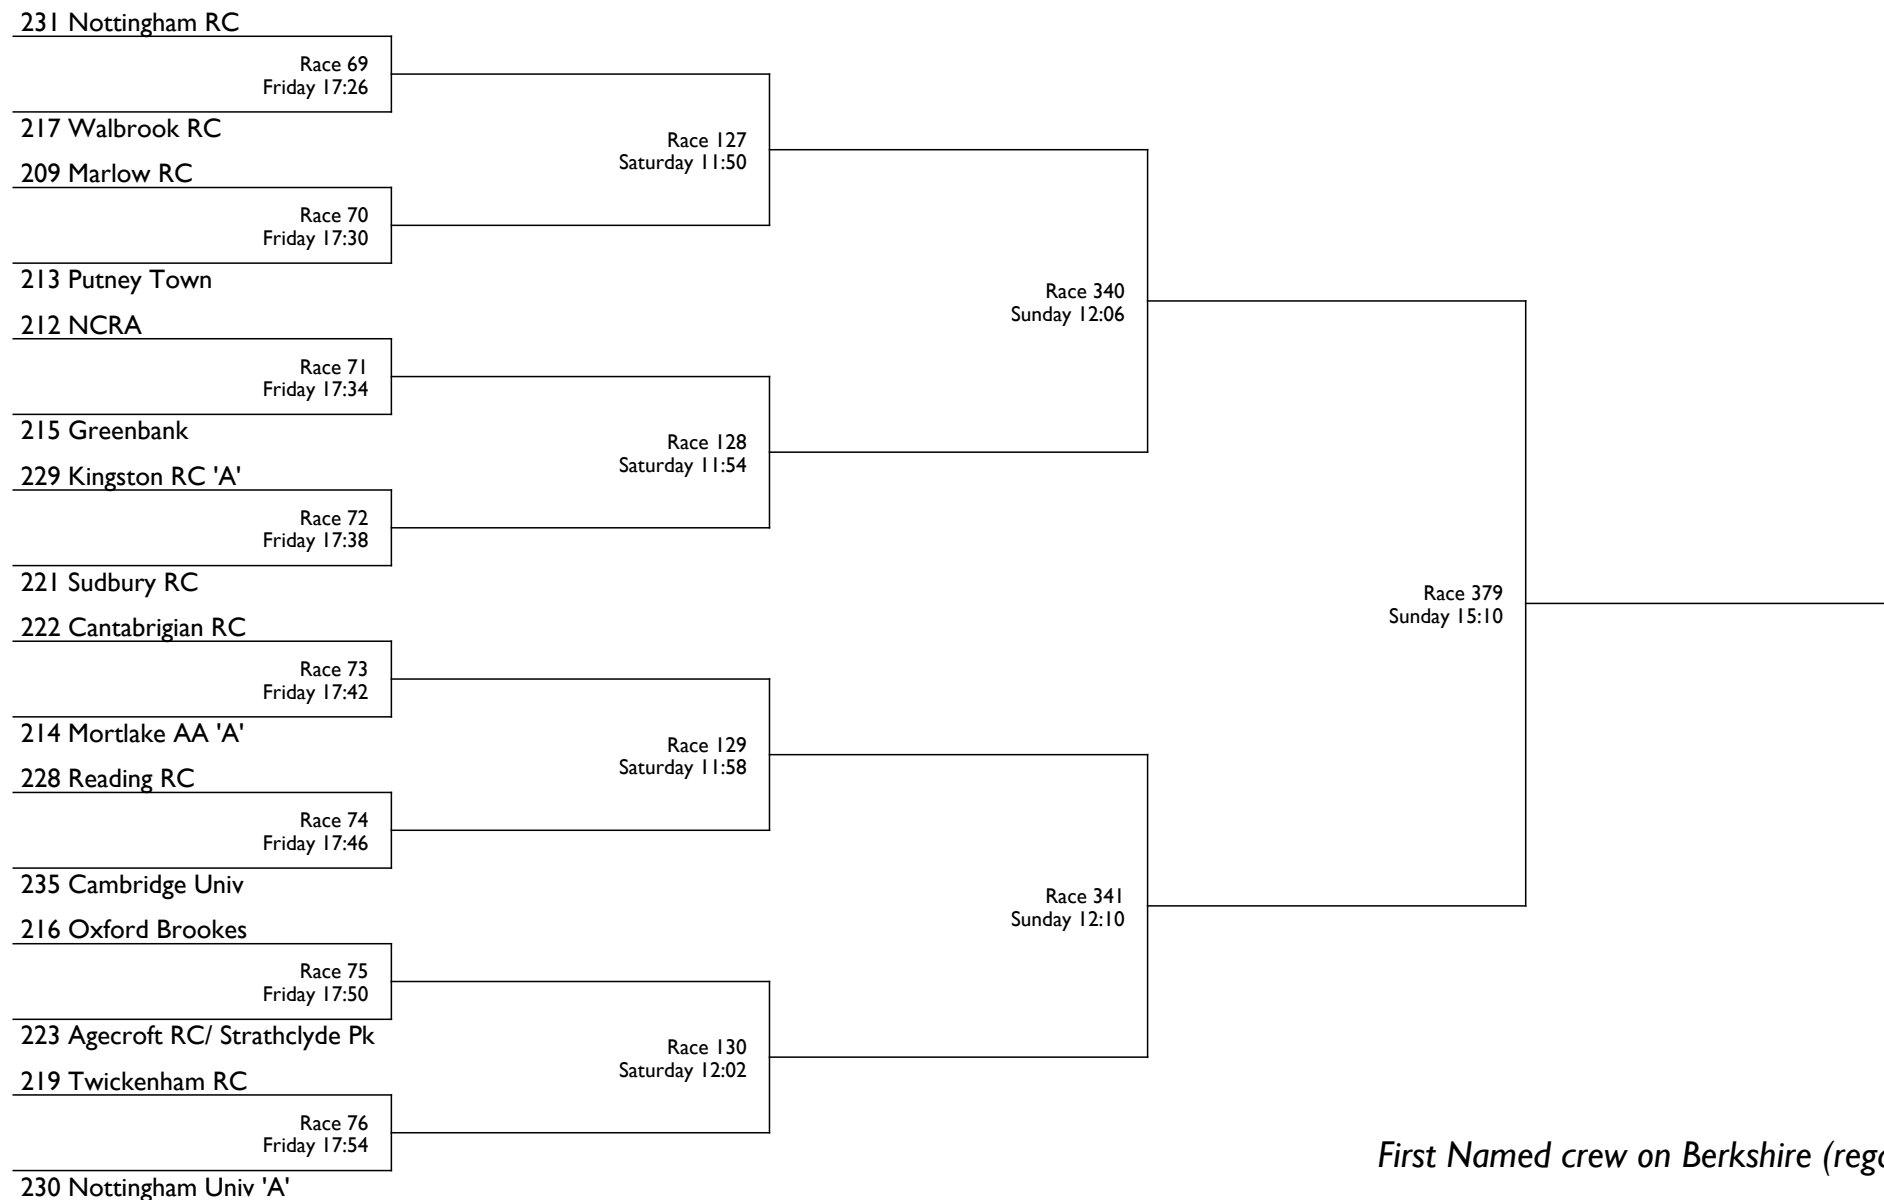 231 Nottingham RC
Race 69
Friday 17:26
217 Walbrook RC
Race 127
Saturday 11:50
209 Marlow RC
Race 70
Friday 17:30
213 Putney Town
Race 340
Sunday 12:06
212 NCRA
Race 71
Friday 17:34
215 Greenbank
Race 128
Saturday 11:54
229 Kingston RC 'A'
Race 72
Friday 17:38
221 Sudbury RC
Race 379
Sunday 15:10
222 Cantabrigian RC
Race 73
Friday 17:42
214 Mortlake AA 'A'
Race 129
Saturday 11:58
228 Reading RC
Race 74
Friday 17:46
235 Cambridge Univ
Race 341
Sunday 12:10
216 Oxford Brookes
Race 75
Friday 17:50
223 Agecroft RC/ Strathclyde Pk
Race 130
Saturday 12:02
219 Twickenham RC
Race 76
Friday 17:54
230 Nottingham Univ 'A'
First Named crew on Berkshire